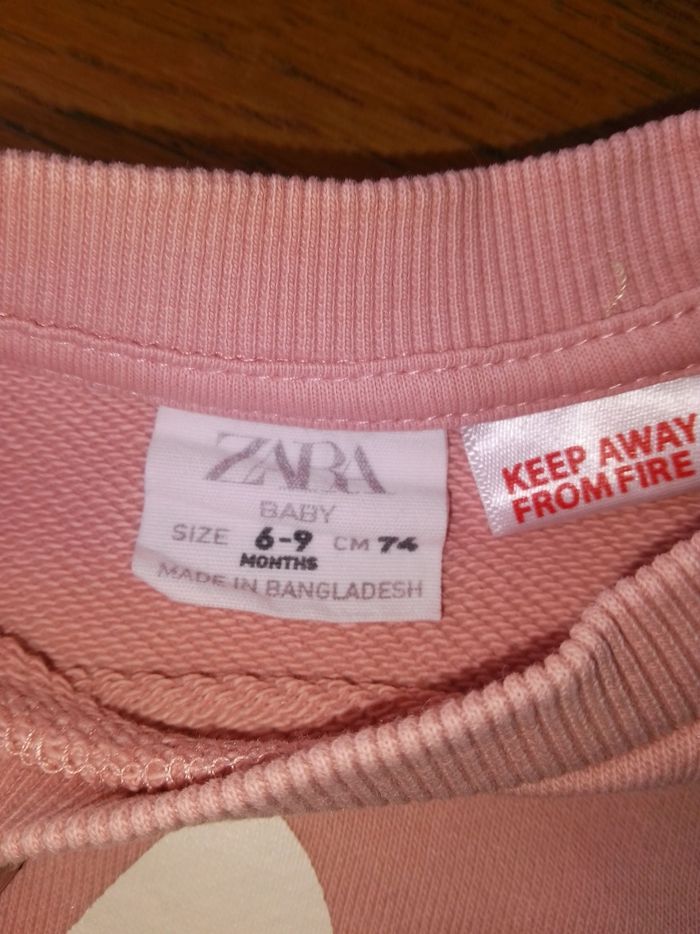 ZARA
BABY
SIZE 6-9 CM 74
MONTHS
MADE IN BANGLADESH
KEEP AWAY
FROM FIRE